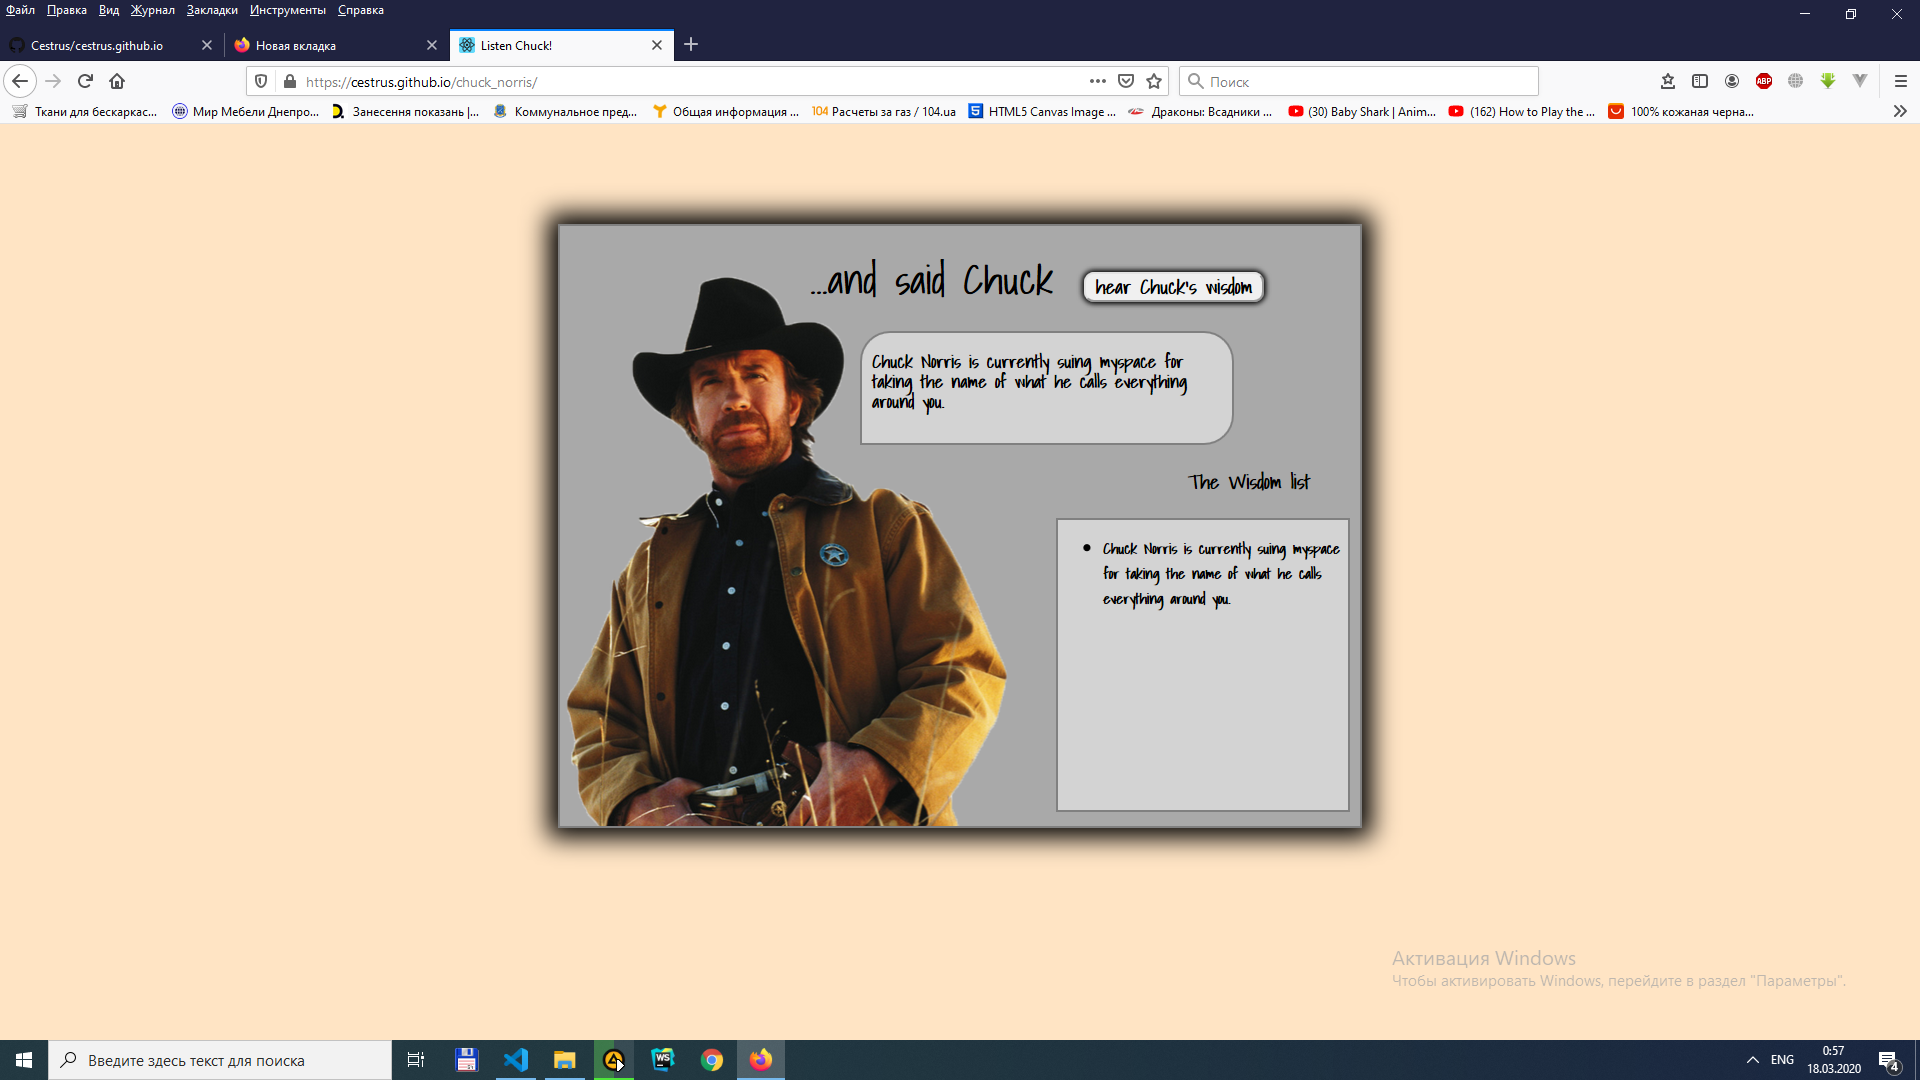 Файл Правка Вид Журнал Закладки Инструменты Справка
Cestrus/cestrus.github.io
Новая вкладка
Listen Chuck!
https://cestrus.github.io/chuck_norris/
Поиск
ABP
Ткани для бескаркас...
Мир Мебели Днепро...
Занесення показань |...
Коммунальное пред...
Общая информация ...
104 Расчеты за газ / 104.ua
HTML5 Canvas Image ...
Драконы: Всадники ...
(30) Baby Shark | Anim...
(162) How to Play the ...
100% кожаная черна...
...and said Chuck
hear Chuck's wisdom
Chuck Norris is currently suing myspace for
taking the name of what he calls everything
around you.
The Wisdom list
Chuck Norris is currently suing myspace
for taking the name of what he calls
everything around you.
Активация Windows
Чтобы активировать Windows, перейдите в раздел "Параметры".
Введите здесь текст для поиска
WS
ENG
0:57
18.03.2020
4